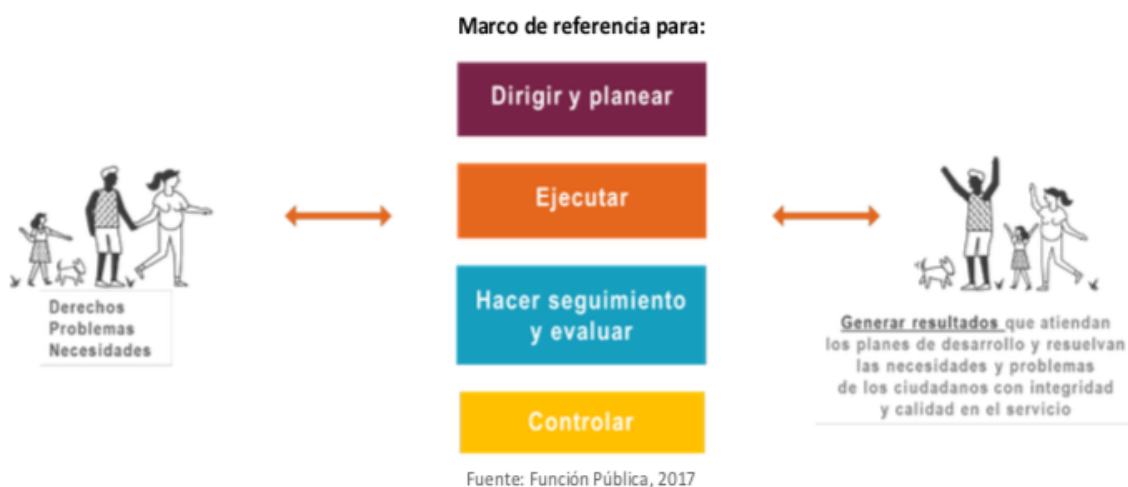 Marco de referencia para:
Dirigir y planear
Ejecutar
Hacer seguimiento
y evaluar
Controlar
Derechos
Problemas
Necesidades
Generar resultados que atiendan
los planes de desarrollo y resuelvan
las necesidades y problemas
de los ciudadanos con integridad
y calidad en el servicio
Fuente: Función Pública, 2017